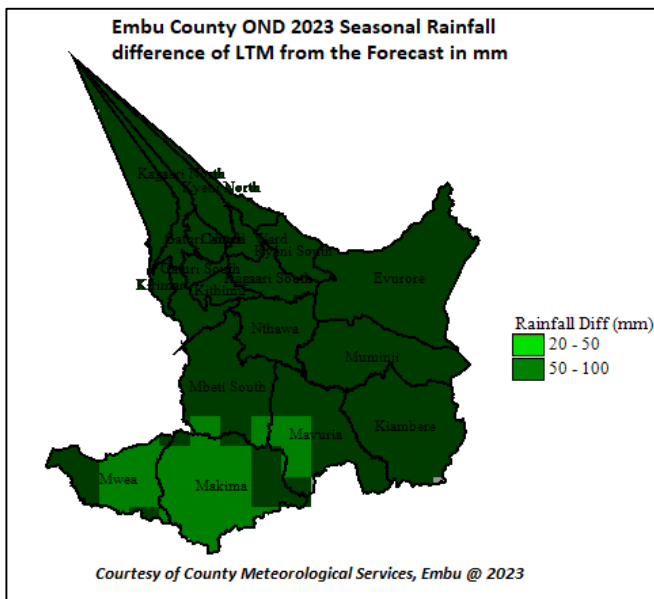 Embu County OND 2023 Seasonal Rainfall
difference of LTM from the Forecast in mm
Kagaari North
Kyeni North
Kyeni South
Evurore
Gaturi South
Kagaari South
Kithimu
Nthawa
Rainfall Diff (mm)
20 - 50
50 - 100
Muminji
Mbeti South
Mavuria
Kiambere
Mwea
Makima
Courtesy of County Meteorological Services, Embu @ 2023